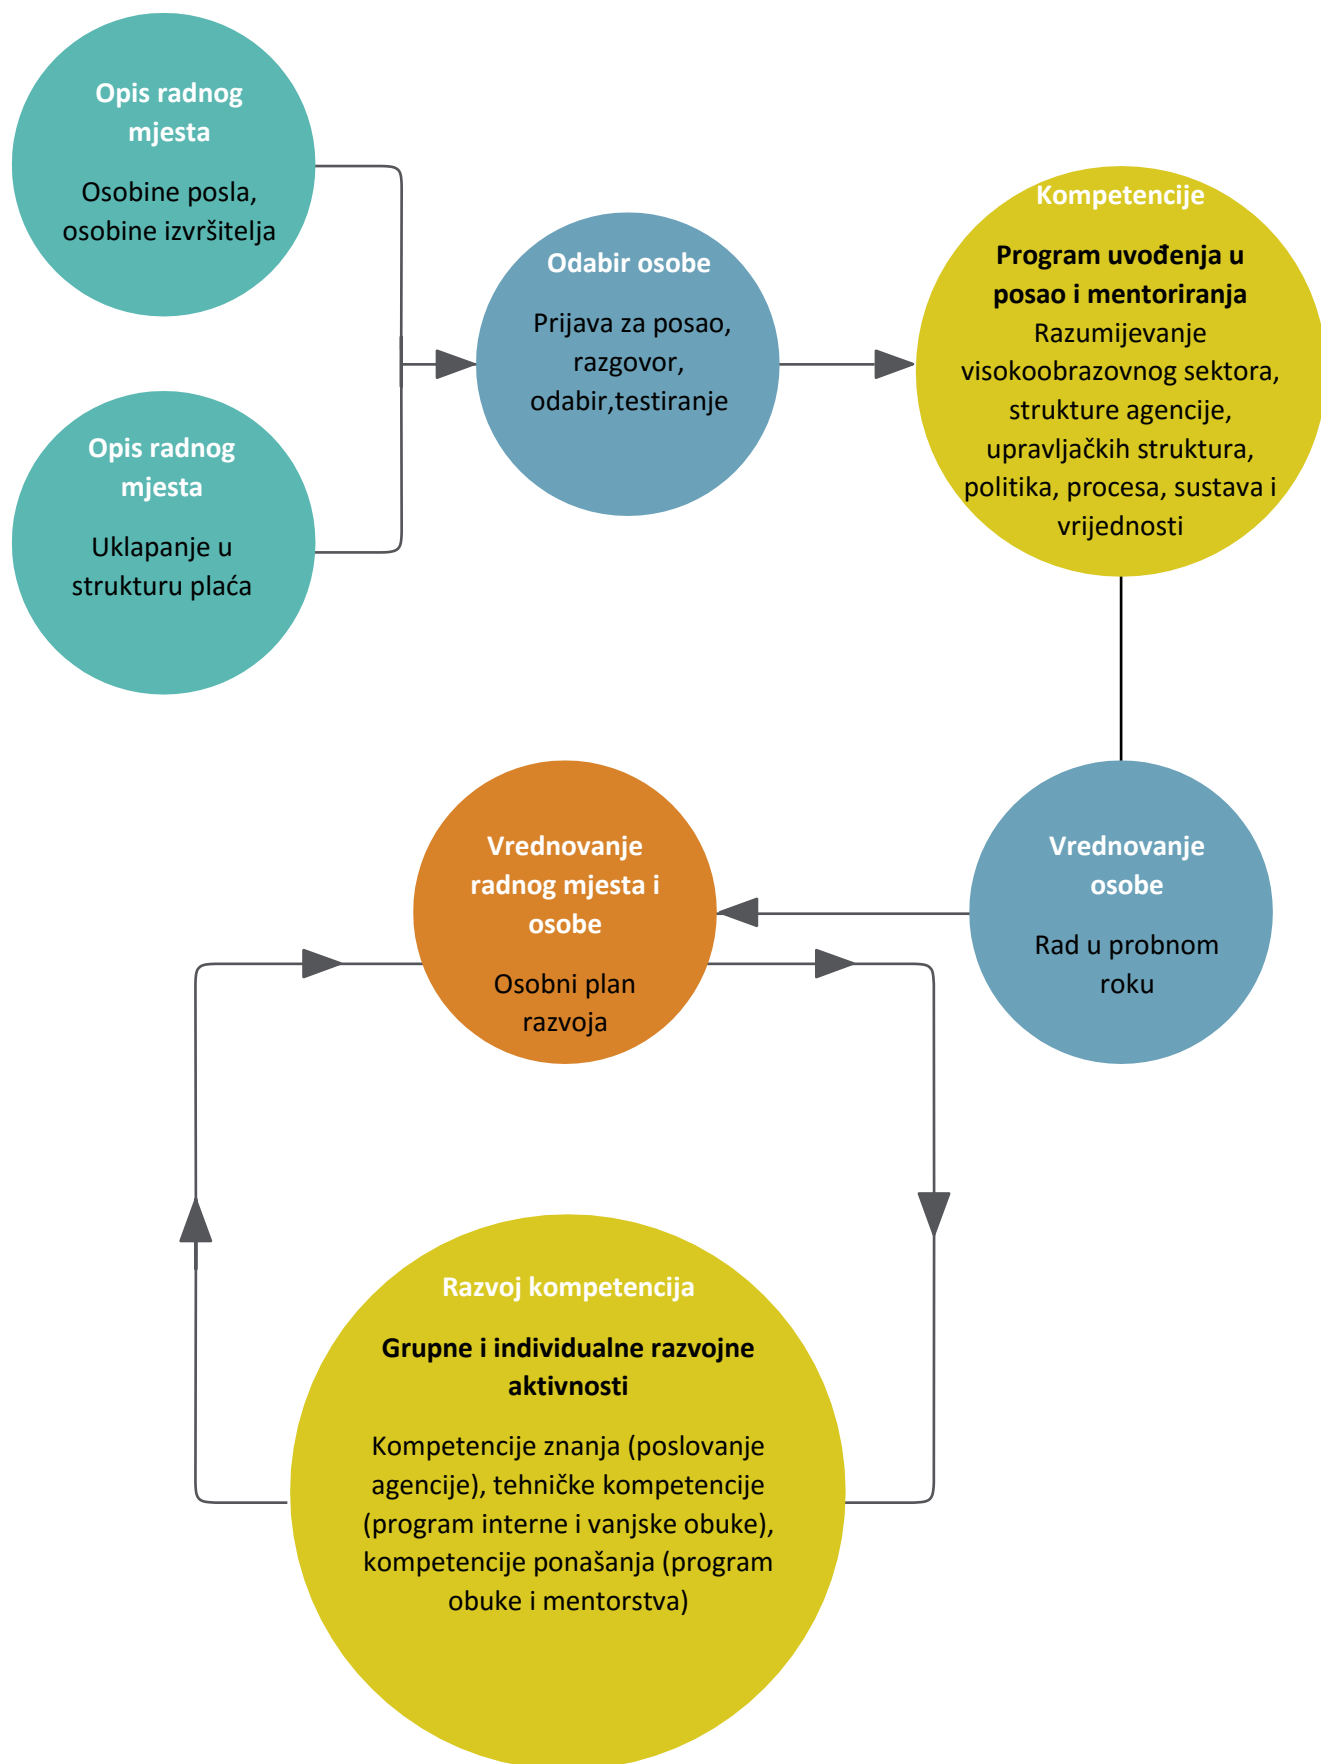 Opis radnog
mjesta
Osobine posla,
osobine izvršitelja
Opis radnog
mjesta
Uklapanje u
strukturu plaća
Odabir osobe
Prijava za posao,
razgovor,
odabir,testiranje
Kompetencije
Program uvođenja u
posao i mentoriranja
Razumijevanje
visokoobrazovnog sektora,
strukture agencije,
upravljačkih struktura,
politika, procesa, sustava i
vrijednosti
Vrednovanje
osobe
Rad u probnom
roku
Vrednovanje
radnog mjesta i
osobe
Osobni plan
razvoja
Razvoj kompetencija
Grupne i individualne razvojne
aktivnosti
Kompetencije znanja (poslovanje
agencije), tehničke kompetencije
(program interne i vanjske obuke),
kompetencije ponašanja (program
obuke i mentorstva)